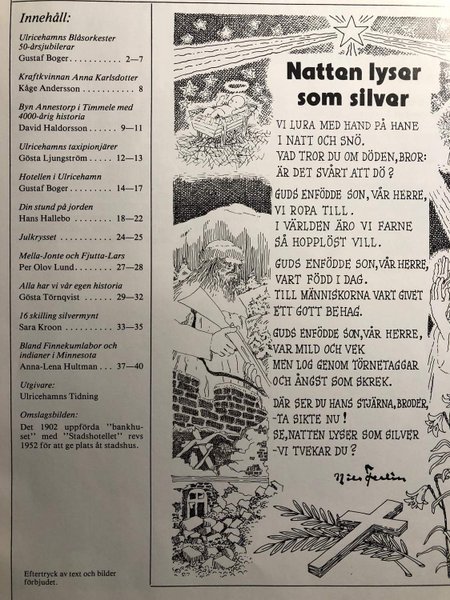 Innehåll:
Ulricehamns Blåsorkester
50-årsjubilerar
Gustaf Boger . . . . . . . . . . 2—7
Kraftkvinnan Anna Karlsdotter
Kåge Andersson . . . . . . . . . . 8
Byn Annestorp i Timmele med
4000-årig historia
David Haldorsson . . . . . . 9—11
Ulricehamns taxipionjärer
Gösta Ljungström . . . . . 12—13
Hotellen i Ulricehamn
Gustaf Boger . . . . . . . . 14—17
Din stund på jorden
Hans Hallebo . . . . . . . . 18—22
Julkrysset . . . . . . . . . . 24—25
Mella-Jonte och Fjutta-Lars
Per Olov Lund . . . . . . . 27—28
Alla har vi vår egen historia
Gösta Törnqvist . . . . . . 29—32
16 skilling silvermynt
Sara Kroon . . . . . . . . . 33—35
Bland Finnekumlabor och
indianer i Minnesota
Anna-Lena Hultman . . . 37—40
Utgivare:
Ulricehamns Tidning
Omslagsbilden:
Det 1902 uppförda "bankhu-
set" med "Stadshotellet" revs
1952 för att ge plats åt stadshus.
Eftertryck av text och bilder
förbjudet.
Natten lyser
som silver
VI LURA MED HAND PÅ HANE
I NATT OCH SNÖ.
VAD TROR DU OM DÖDEN, BROR:
ÄR DET SVÅRT ATT DÖ?
GUDS ENFÖDDE SON, VÅR HERRE,
VI ROPA TILL.
I VÄRLDEN ÄRO VI FARNE
SÅ HOPPLÖST VILL.
GUDS ENFÖDDE SON, VÅR HERRE,
VART FÖDD I DAG.
TILL MÄNNISKORNA VART GIVET
ETT GOTT BEHAG.
GUDS ENFÖDDE SON, VÅR HERRE,
VAR MILD OCH VEK
MEN LOG GENOM TÖRNETAGGAR
OCH ÅNGST SOM SKREK.
DÄR SER DU HANS STJÄRNA, BRODER,
-TA SIKTE NU!
SE, NATTEN LYSER SOM SILVER
-VI TVEKAR DU?
Nils Ferlin